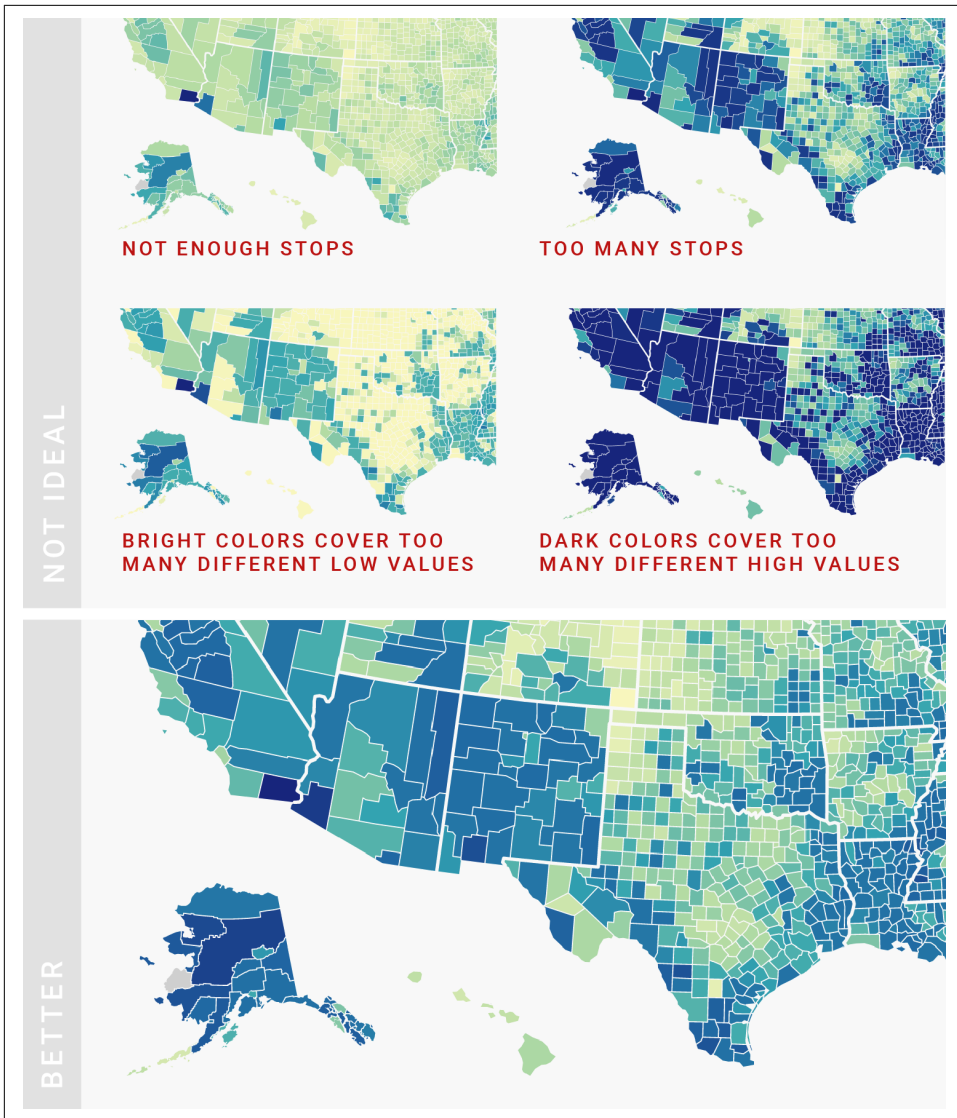 NOT IDEAL
NOT ENOUGH STOPS
TOO MANY STOPS
BRIGHT COLORS COVER TOO
MANY DIFFERENT LOW VALUES
DARK COLORS COVER TOO
MANY DIFFERENT HIGH VALUES
BETTER